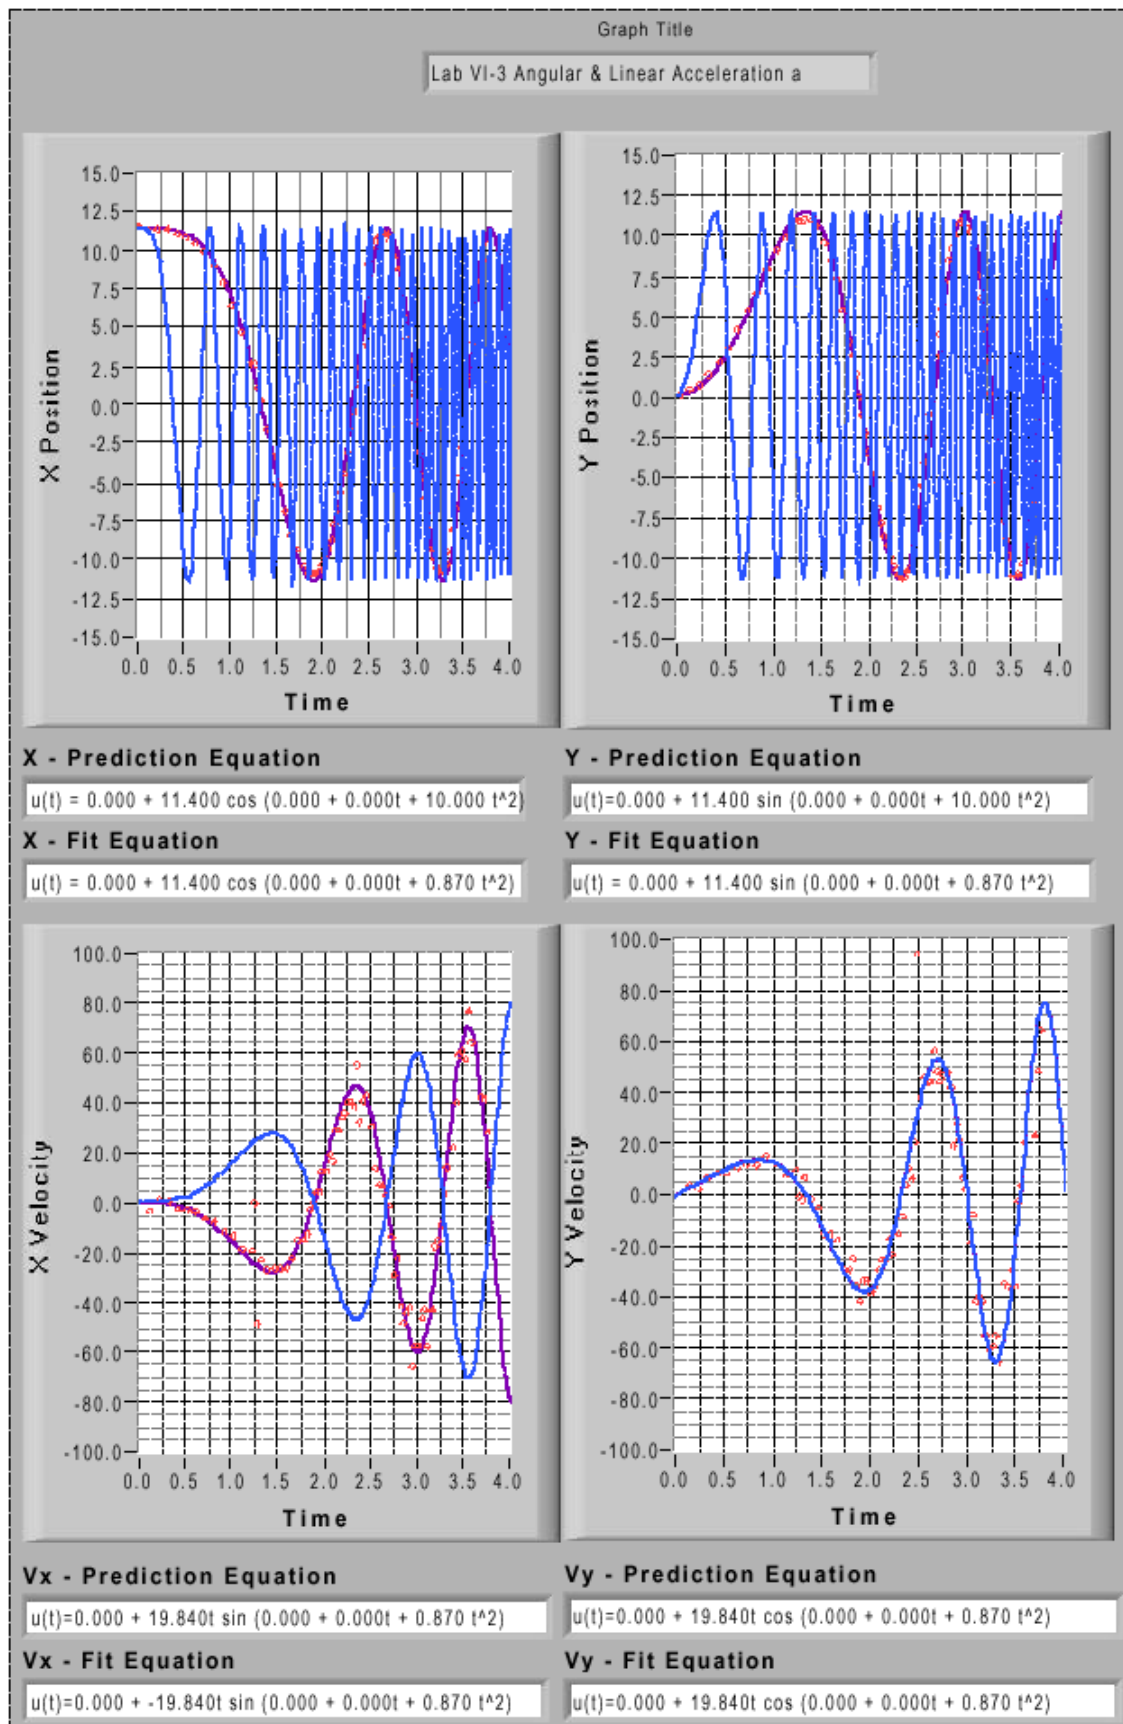 Graph Title
Lab VI-3 Angular & Linear Acceleration a
15.0
12.5
10.0
7.5
5.0
2.5
0.0
-2.5
-5.0
-7.5
-10.0
-12.5
-15.0
X Position
0.0 0.5 1.0 1.5 2.0 2.5 3.0 3.5 4.0
Time
15.0
12.5
10.0
7.5
5.0
2.5
0.0
-2.5
-5.0
-7.5
-10.0
-12.5
-15.0
Y Position
0.0 0.5 1.0 1.5 2.0 2.5 3.0 3.5 4.0
Time
X - Prediction Equation
u(t) = 0.000 + 11.400 cos (0.000 + 0.000t + 10.000 t^2)
Y - Prediction Equation
u(t)=0.000 + 11.400 sin (0.000 + 0.000t + 10.000 t^2)
X - Fit Equation
u(t) = 0.000 + 11.400 cos (0.000 + 0.000t + 0.870 t^2)
Y - Fit Equation
u(t) = 0.000 + 11.400 sin (0.000 + 0.000t + 0.870 t^2)
100.0
80.0
60.0
40.0
20.0
0.0
-20.0
-40.0
-60.0
-80.0
-100.0
X Velocity
0.0 0.5 1.0 1.5 2.0 2.5 3.0 3.5 4.0
Time
100.0
80.0
60.0
40.0
20.0
0.0
-20.0
-40.0
-60.0
-80.0
-100.0
Y Velocity
0.0 0.5 1.0 1.5 2.0 2.5 3.0 3.5 4.0
Time
Vx - Prediction Equation
u(t)=0.000 + 19.840t sin (0.000 + 0.000t + 0.870 t^2)
Vy - Prediction Equation
u(t)=0.000 + 19.840t cos (0.000 + 0.000t + 0.870 t^2)
Vx - Fit Equation
u(t)=0.000 + -19.840t sin (0.000 + 0.000t + 0.870 t^2)
Vy - Fit Equation
u(t)=0.000 + 19.840t cos (0.000 + 0.000t + 0.870 t^2)